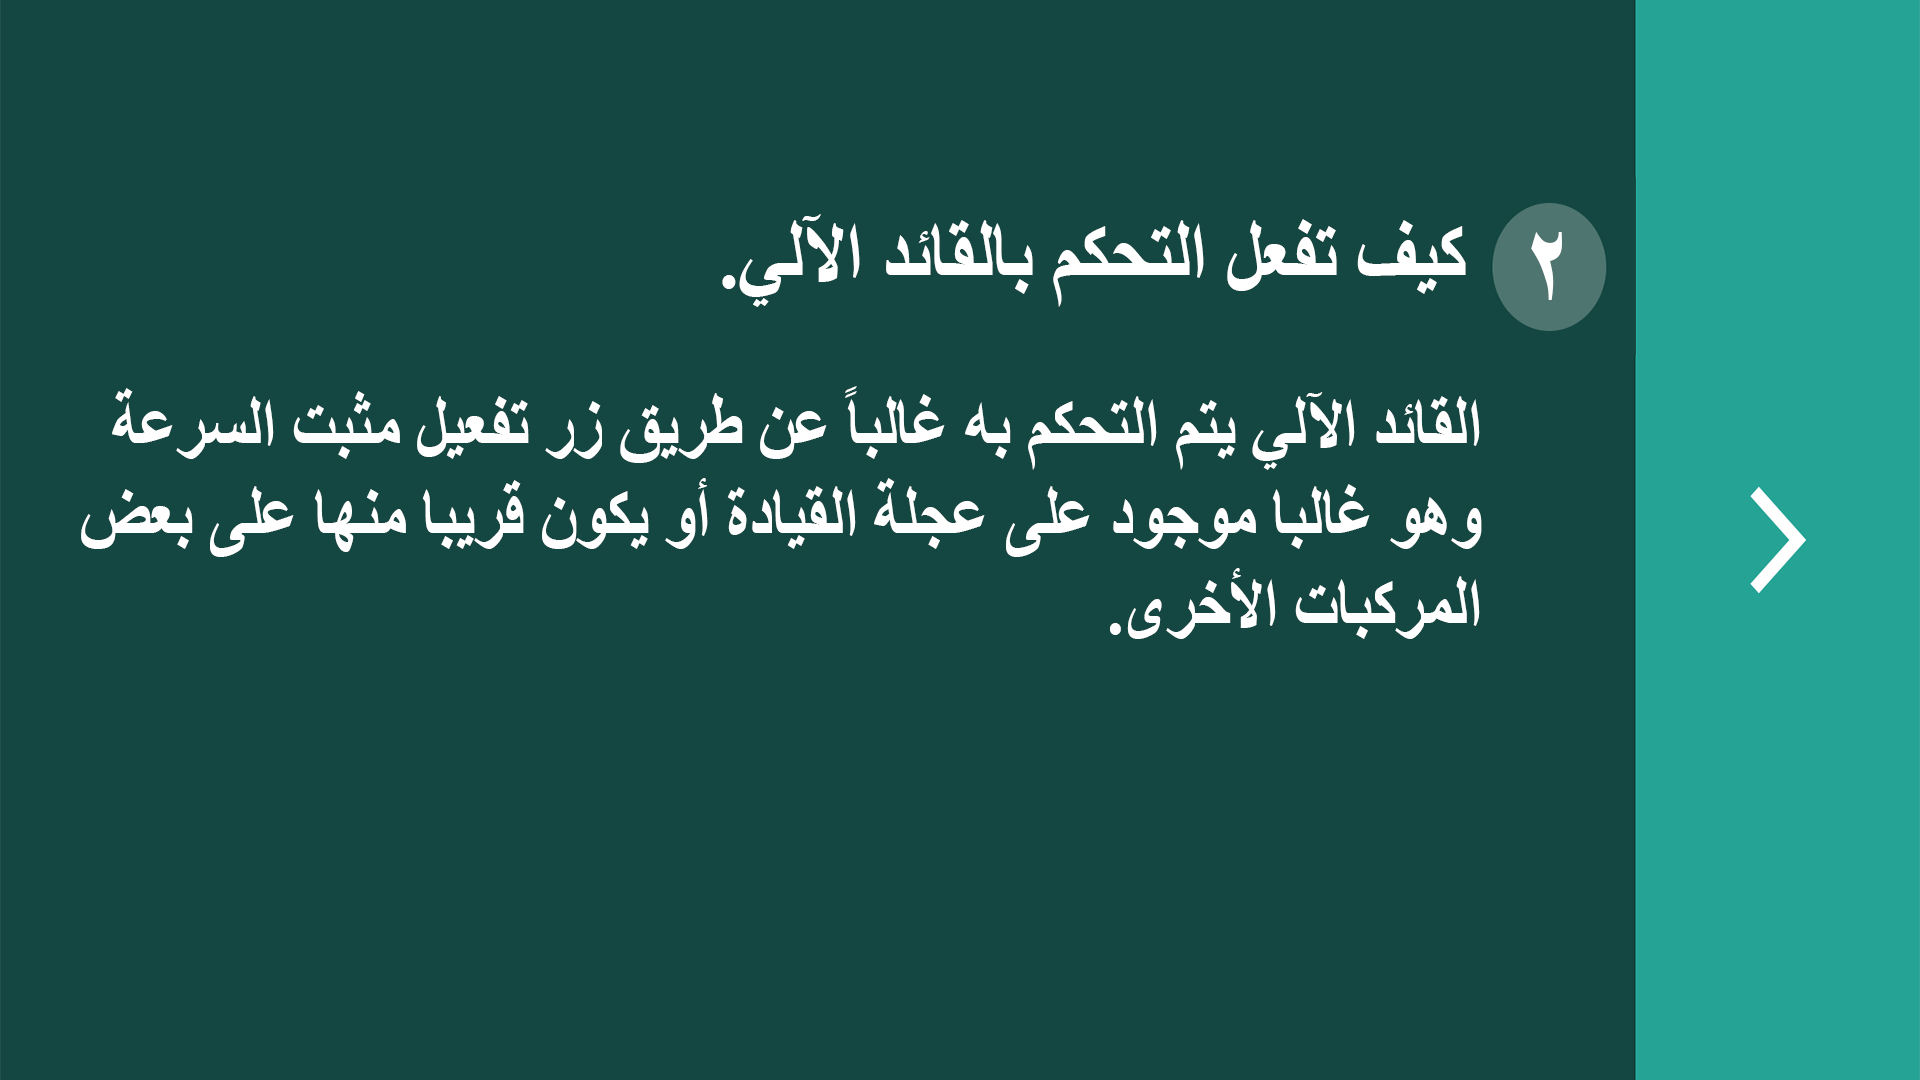 ٢
كيف تفعل التحكم بالقائد الآلي.
القائد الآلي يتم التحكم به غالباً عن طريق زر تفعيل مثبت السرعة
وهو غالبا موجود على عجلة القيادة أو يكون قريبا منها على بعض
المركبات الأخرى.